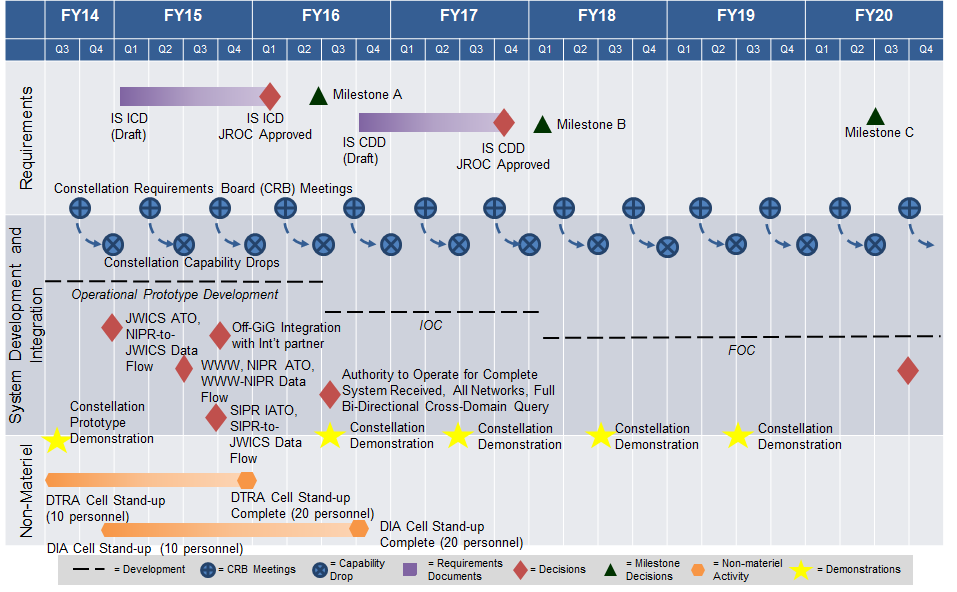 FY14 FY15 FY16 FY17 FY18 FY19 FY20
Q3 Q4 Q1 Q2 Q3 Q4 Q1 Q2 Q3 Q4 Q1 Q2 Q3 Q4 Q1 Q2 Q3 Q4 Q1 Q2 Q3 Q4 Q1 Q2 Q3 Q4
Requirements
IS ICD
(Draft)
IS ICD
JROC Approved
Milestone A
IS CDD
(Draft)
IS CDD
JROC Approved
Milestone B
Milestone C
Constellation Requirements Board (CRB) Meetings
System Development and
Integration
Constellation Capability Drops
Operational Prototype Development
IOC
FOC
JWICS ATO,
NIPR-to-
JWICS Data
Flow
Off-GiG Integration
with Int't partner
WWW, NIPR ATO,
WWW-NIPR Data
Flow
SIPR IATO,
SIPR-to-
JWICS Data
Flow
Authority to Operate for Complete
System Received, All Networks, Full
Bi-Directional Cross-Domain Query
Constellation
Prototype
Demonstration
Constellation
Demonstration
Constellation
Demonstration
Constellation
Demonstration
Constellation
Demonstration
Non-Materiel
DTRA Cell Stand-up
(10 personnel)
DTRA Cell Stand-up
Complete (20 personnel)
DIA Cell Stand-up (10 personnel)
DIA Cell Stand-up
Complete (20 personnel)
= Development
= CRB Meetings
= Capability
Drop
= Requirements
Documents
= Decisions
= Milestone
Decisions
= Non-materiel
Activity
= Demonstrations